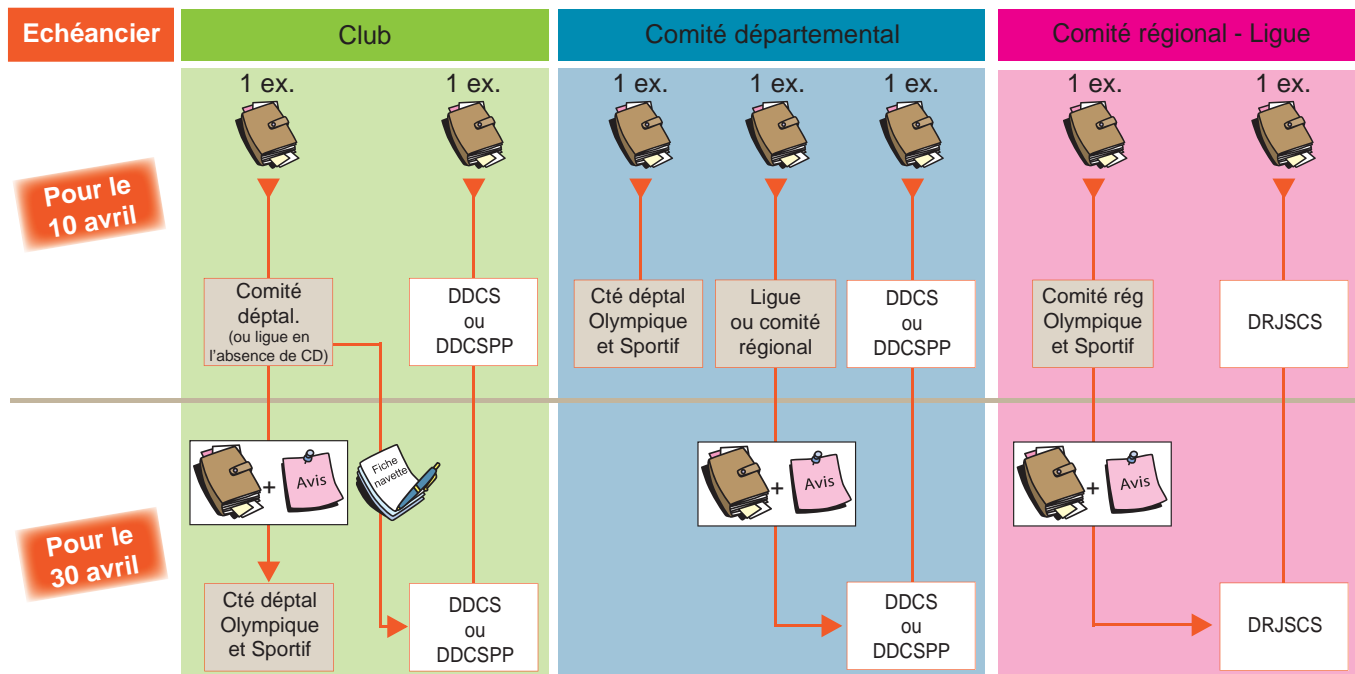 Echéancier
Club
Comité départemental
Comité régional - Ligue
1 ex.
1 ex.
1 ex.
1 ex.
1 ex.
1 ex.
1 ex.
Pour le
10 avril
Comité
déptal.
(ou ligue en
l'absence de CD)
DDCS
ou
DDCSPP
Cté déptal
Olympique
et Sportif
Ligue
ou comité
régional
DDCS
ou
DDCSPP
Comité rég
Olympique
et Sportif
DRJSCS
Pour le
30 avril
+
Avis
Fiche
navette
+
Avis
+
Avis
Cté déptal
Olympique
et Sportif
DDCS
ou
DDCSPP
DDCS
ou
DDCSPP
DRJSCS